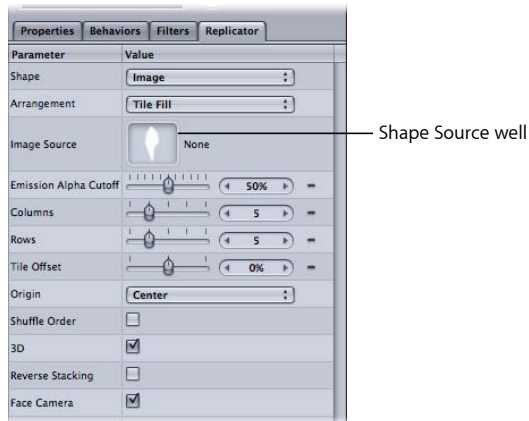 Properties Behaviors Filters Replicator
Parameter Value
Shape Image
Arrangement Tile Fill
Image Source None
Shape Source well
Emission Alpha Cutoff 50%
Columns 5
Rows 5
Tile Offset 0%
Origin Center
Shuffle Order
3D
Reverse Stacking
Face Camera